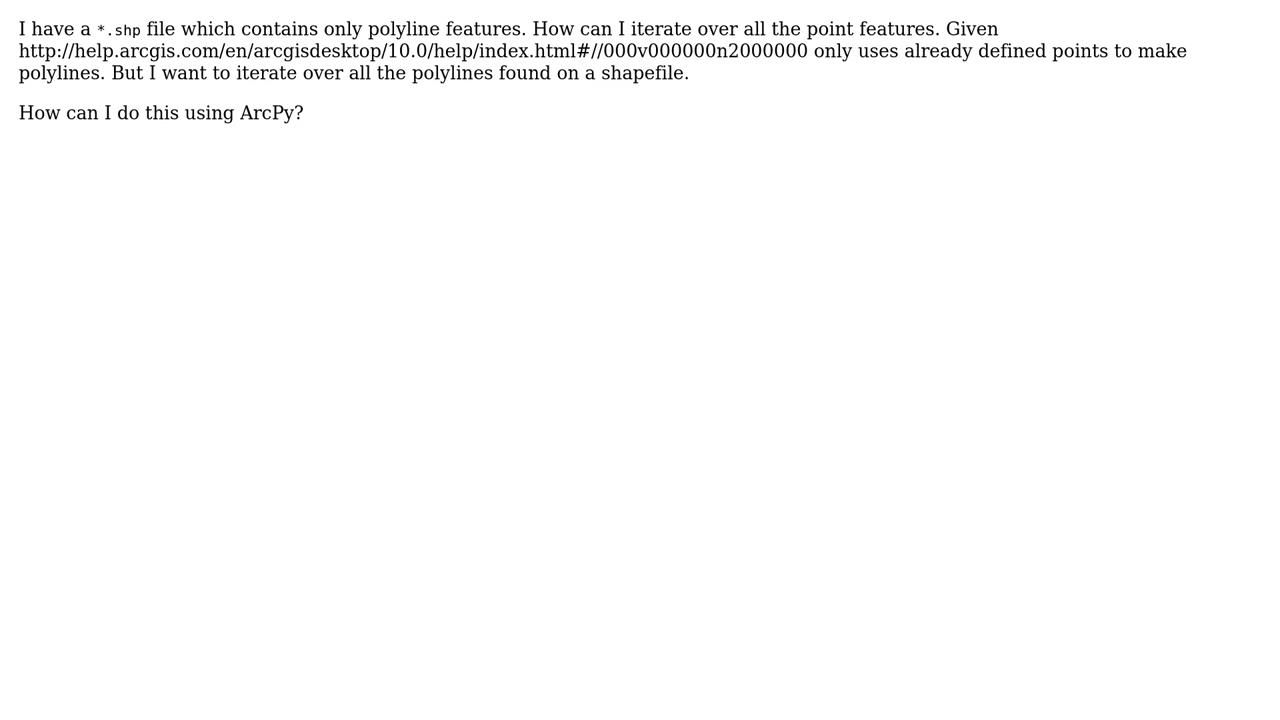 I have a *.shp file which contains only polyline features. How can I iterate over all the point features. Given
http://help.arcgis.com/en/arcgisdesktop/10.0/help/index.html#//000v000000n2000000 only uses already defined points to make
polylines. But I want to iterate over all the polylines found on a shapefile.
How can I do this using ArcPy?